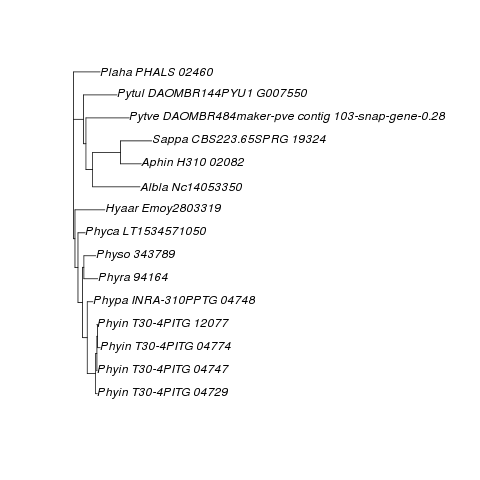 Plaha PHALS 02460
Pytul DAOMBR144PYU1 G007550
Pytve DAOMBR484maker-pve contig 103-snap-gene-0.28
Sappa CBS223.65SPRG 19324
Aphin H310 02082
Albla Nc14053350
Hyaar Emoy2803319
Phyca LT1534571050
Physo 343789
Phyra 94164
Phypa INRA-310PPTG 04748
Phyin T30-4PITG 12077
Phyin T30-4PITG 04774
Phyin T30-4PITG 04747
Phyin T30-4PITG 04729